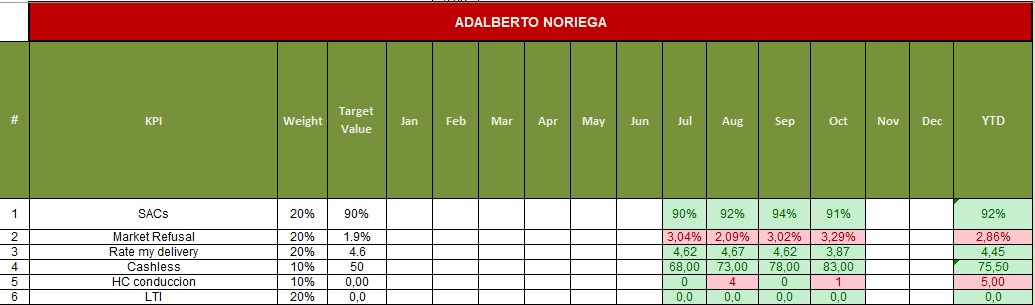 ADALBERTO NORIEGA
# KPI Weight Target Value Jan Feb Mar Apr May Jun Jul Aug Sep Oct Nov Dec YTD
1 SACs 20% 90% 90% 92% 94% 91% 92%
2 Market Refusal 20% 1.9% 3,04% 2,09% 3,02% 3,29% 2,86%
3 Rate my delivery 20% 4.6 4,62 4,67 4,62 3,87 4,45
4 Cashless 10% 50 68,00 73,00 78,00 83,00 75,50
5 HC conduccion 10% 0,00 0 4 0 1 5,00
6 LTI 20% 0,0 0,0 0,0 0,0 0,0 0,0